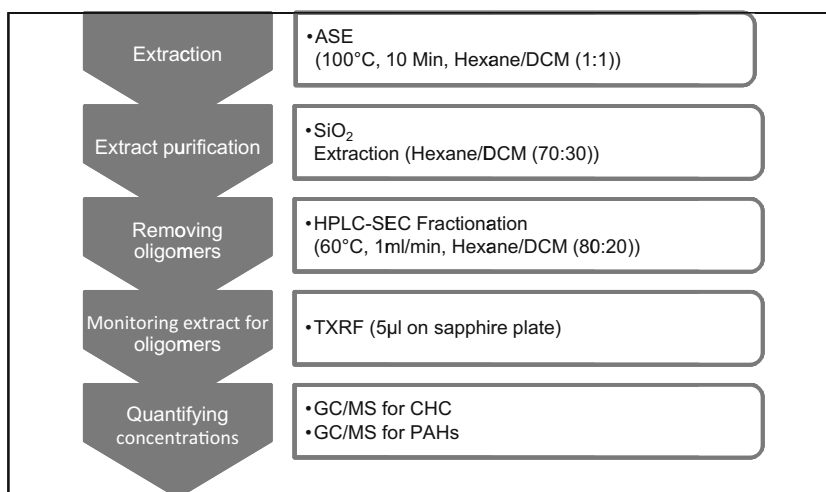 Extraction
•ASE
(100°C, 10 Min, Hexane/DCM (1:1))
Extract purification
•SiO₂
Extraction (Hexane/DCM (70:30))
Removing
oligomers
•HPLC-SEC Fractionation
(60°C, 1ml/min, Hexane/DCM (80:20))
Monitoring extract for
oligomers
•TXRF (5µl on sapphire plate)
Quantifying
concentrations
•GC/MS for CHC
•GC/MS for PAHs